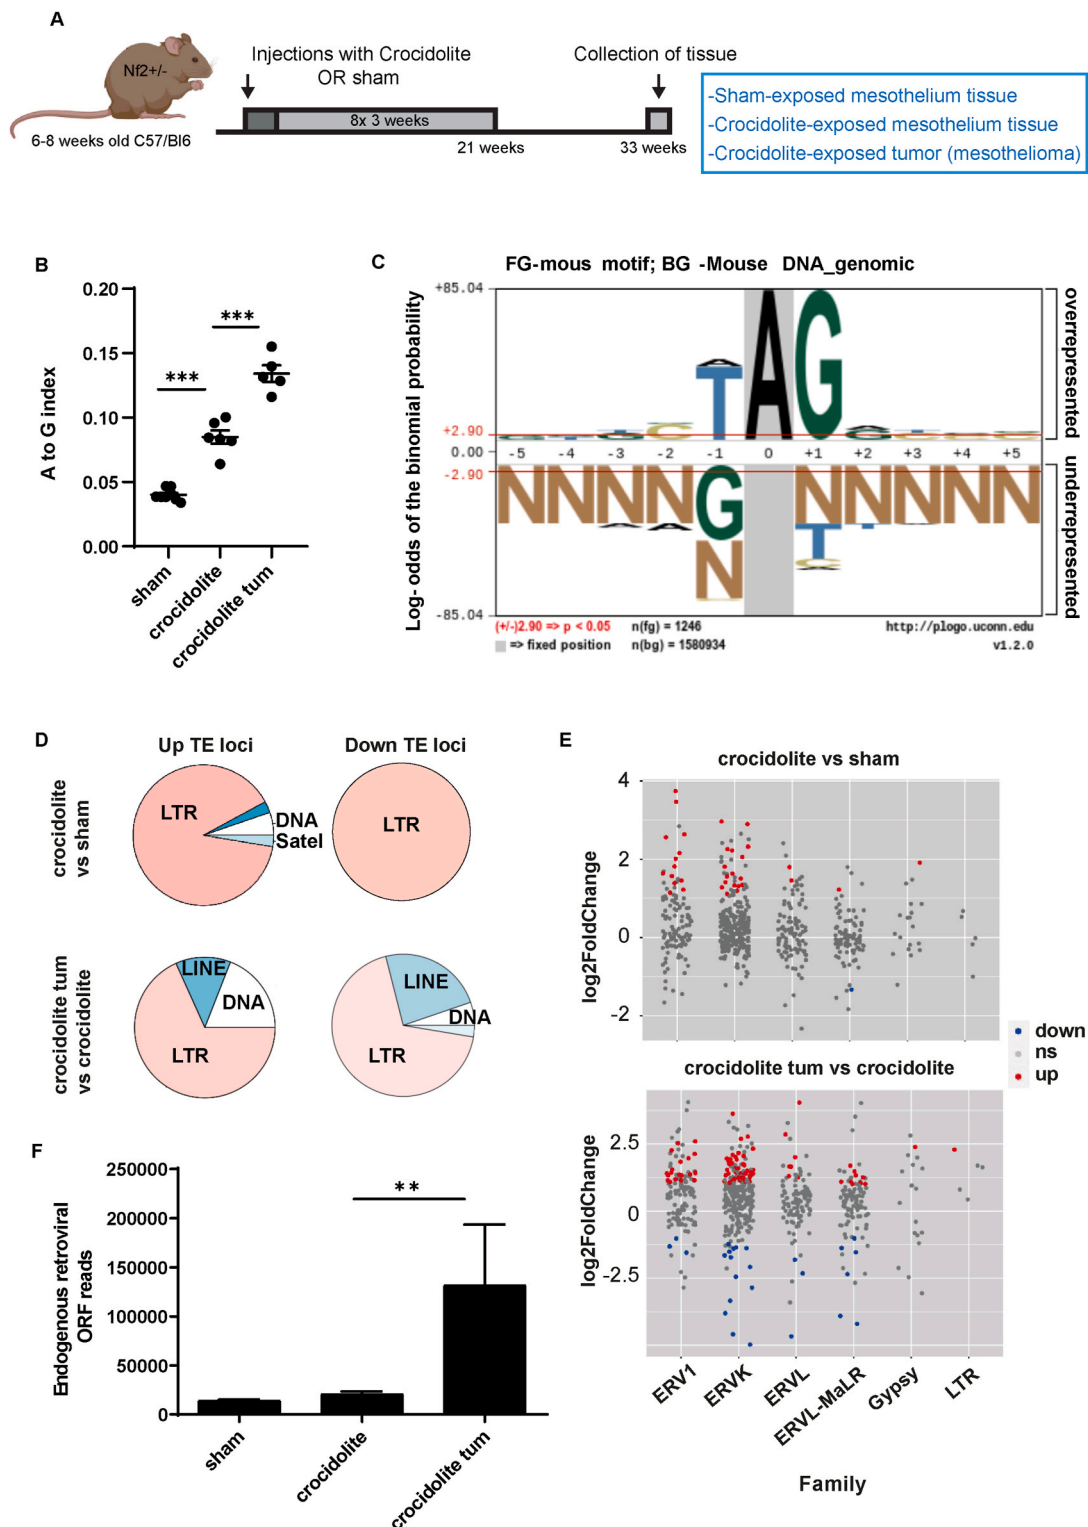 A
Nf2+/-
6-8 weeks old C57/Bl6
Injections with Crocidolite
OR sham
8x 3 weeks
21 weeks
Collection of tissue
33 weeks
-Sham-exposed mesothelium tissue
-Crocidolite-exposed mesothelium tissue
-Crocidolite-exposed tumor (mesothelioma)
B
A to G index
0.20
0.15
0.10
0.05
0.00
***
***
sham
crocidolite
crocidolite tum
C
FG-mous motif; BG -Mouse DNA_genomic
Log- odds of the binomial probability
+85.04
+2.90
0.00
-2.90
-85.04
T A G
-5 -4 -3 -2 -1 0 +1 +2 +3 +4 +5
N N N N G N N N N N
N T
overrepresented
underrepresented
(+/-)2.90 => p < 0.05 n(fg) = 1246 http://plogo.uconn.edu
=> fixed position n(bg) = 1580934 v1.2.0
D
Up TE loci
Down TE loci
crocidolite
vs sham
LTR
DNA
Satel
LTR
crocidolite tum
vs crocidolite
LINE
DNA
LTR
LINE
DNA
LTR
E
crocidolite vs sham
log2FoldChange
4
2
0
-2
down
ns
up
crocidolite tum vs crocidolite
log2FoldChange
2.5
0
-2.5
ERV1
ERVK
ERVL
ERVL-MaLR
Gypsy
LTR
Family
F
Endogenous retroviral
ORF reads
250000
200000
150000
100000
50000
0
**
sham
crocidolite
crocidolite tum